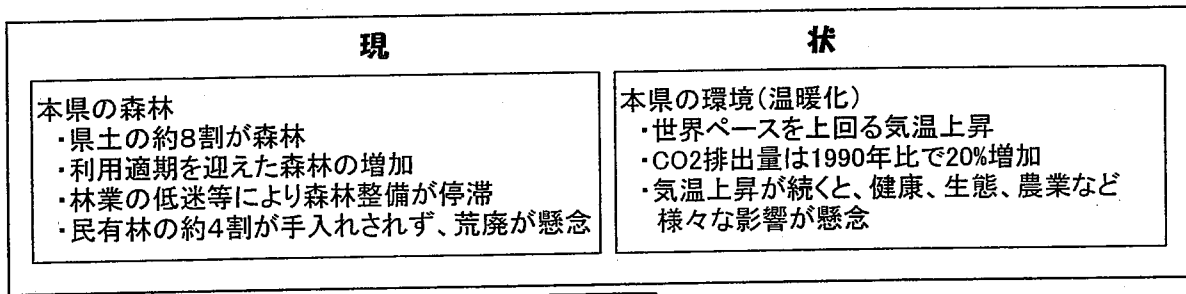 現 状
本県の森林
・県土の約8割が森林
・利用適期を迎えた森林の増加
・林業の低迷等により森林整備が停滞
・民有林の約4割が手入れされず、荒廃が懸念
本県の環境(温暖化)
・世界ペースを上回る気温上昇
・CO2排出量は1990年比で20%増加
・気温上昇が続くと、健康、生態、農業など
様々な影響が懸念